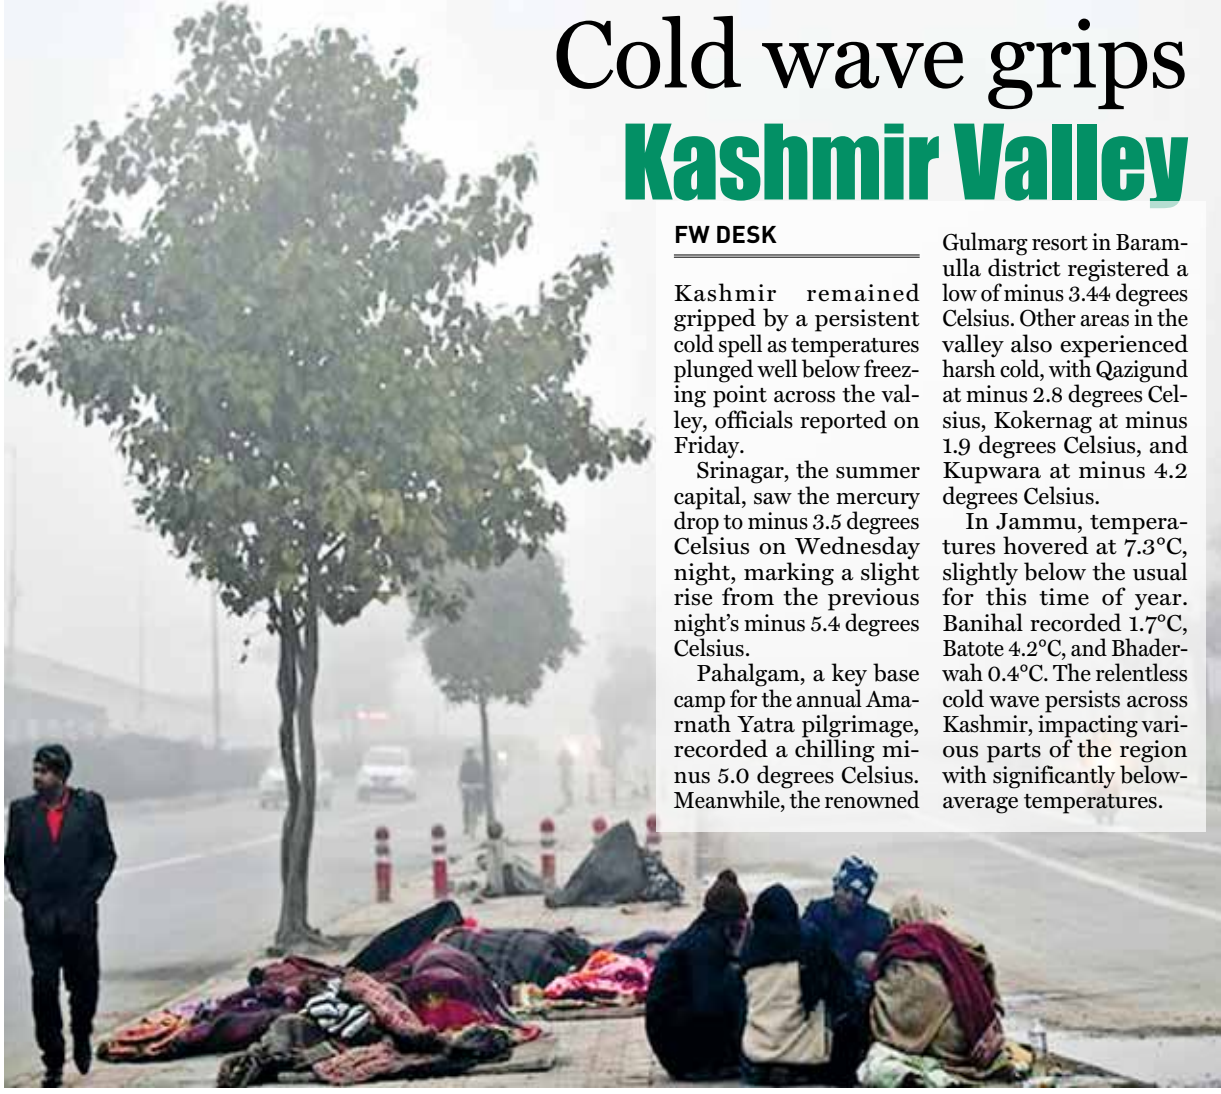 Cold wave grips
Kashmir Valley
FW DESK
Kashmir remained
gripped by a persistent
cold spell as temperatures
plunged well below freez-
ing point across the val-
ley, officials reported on
Friday.
Srinagar, the summer
capital, saw the mercury
drop to minus 3.5 degrees
Celsius on Wednesday
night, marking a slight
rise from the previous
night's minus 5.4 degrees
Celsius.
Pahalgam, a key base
camp for the annual Ama-
rnath Yatra pilgrimage,
recorded a chilling mi-
nus 5.0 degrees Celsius.
Meanwhile, the renowned
Gulmarg resort in Baram-
ulla district registered a
low of minus 3.44 degrees
Celsius. Other areas in the
valley also experienced
harsh cold, with Qazigund
at minus 2.8 degrees Cel-
sius, Kokernag at minus
1.9 degrees Celsius, and
Kupwara at minus 4.2
degrees Celsius.
In Jammu, tempera-
tures hovered at 7.3°C,
slightly below the usual
for this time of year.
Banihal recorded 1.7°C,
Batote 4.2°C, and Bhader-
wah 0.4°C. The relentless
cold wave persists across
Kashmir, impacting vari-
ous parts of the region
with significantly below-
average temperatures.